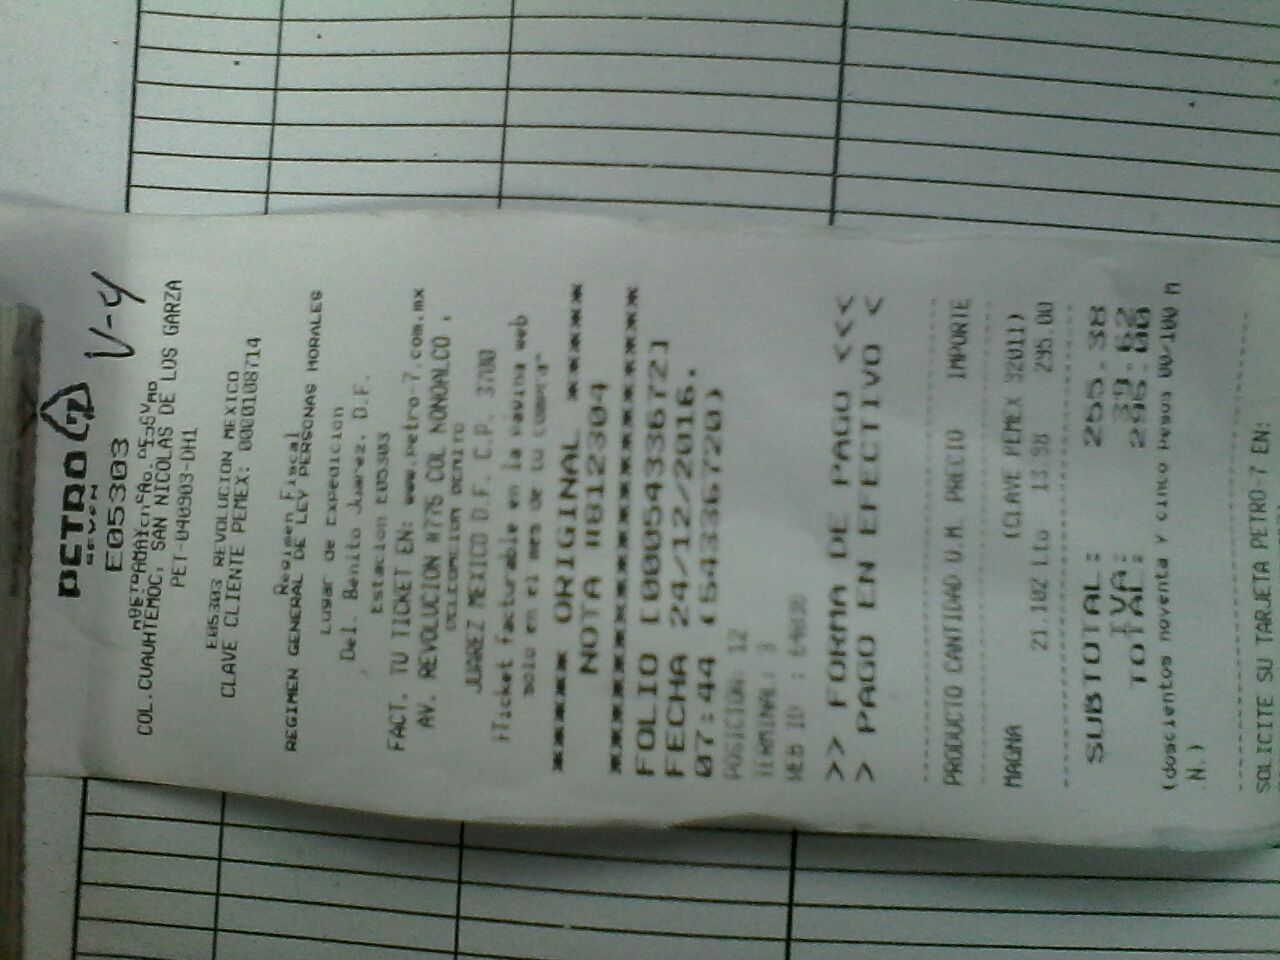 PETRO 7
SEVEN
V-4
E05303
COL.CUAUHTEMOC, SAN NICOLAS DE LOS GARZA
PET-040903-DH1
E05303 REVOLUCION MEXICO
CLAVE CLIENTE PEMEX: 0000108714
Regimen Fiscal
REGIMEN GENERAL DE LEY PERSONAS MORALES
Lugar de Expedicion
Del. Benito Juarez, D.F.
Estacion E05303
FACT. TU TICKET EN: www.petro-7.com.mx
AV. REVOLUCION #775 COL NONOALCO ,
DELEGACION BENITO
JUAREZ MEXICO D.F. C.P. 3700
¡Ticket facturable en la pagina web
solo en el mes de tu compra"
***** ORIGINAL *****
NOTA #812304
FOLIO [0005433672]
FECHA 24/12/2016.
07:44 (54336720)
POSICION: 12
TERMINAL: 3
WEB ID :
>> FORMA DE PAGO <<<
> PAGO EN EFECTIVO <
PRODUCTO CANTIDAD U.M. PRECIO IMPORTE
MAGNA (CLAVE PEMEX 32011)
21.102 Lto 13.98 295.00
SUBTOTAL: 255.38
IVA: 39.62
TOTAL: 295.00
(doscientos noventa y cinco Pesos 00/100 M
.N.)
SOLICITE SU TARJETA PETRO-7 EN: